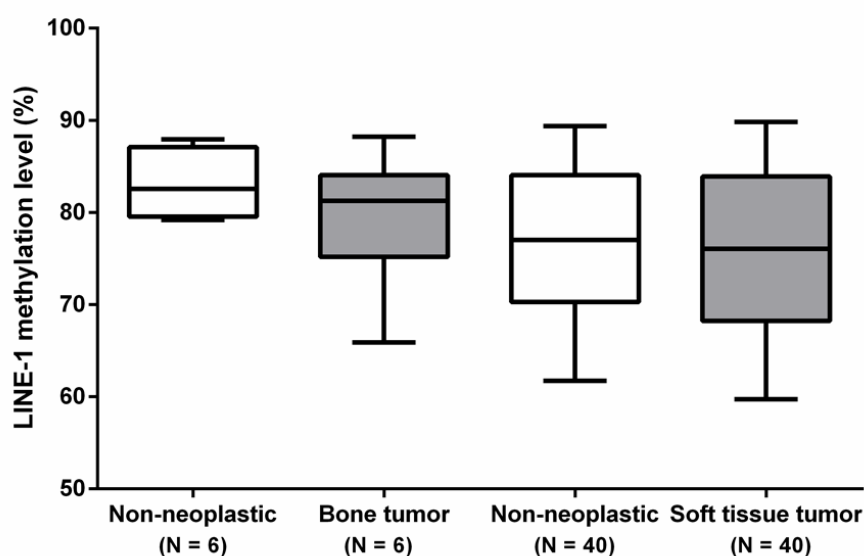 LINE-1 methylation level (%)
100
90
80
70
60
50
Non-neoplastic
(N = 6)
Bone tumor
(N = 6)
Non-neoplastic
(N = 40)
Soft tissue tumor
(N = 40)